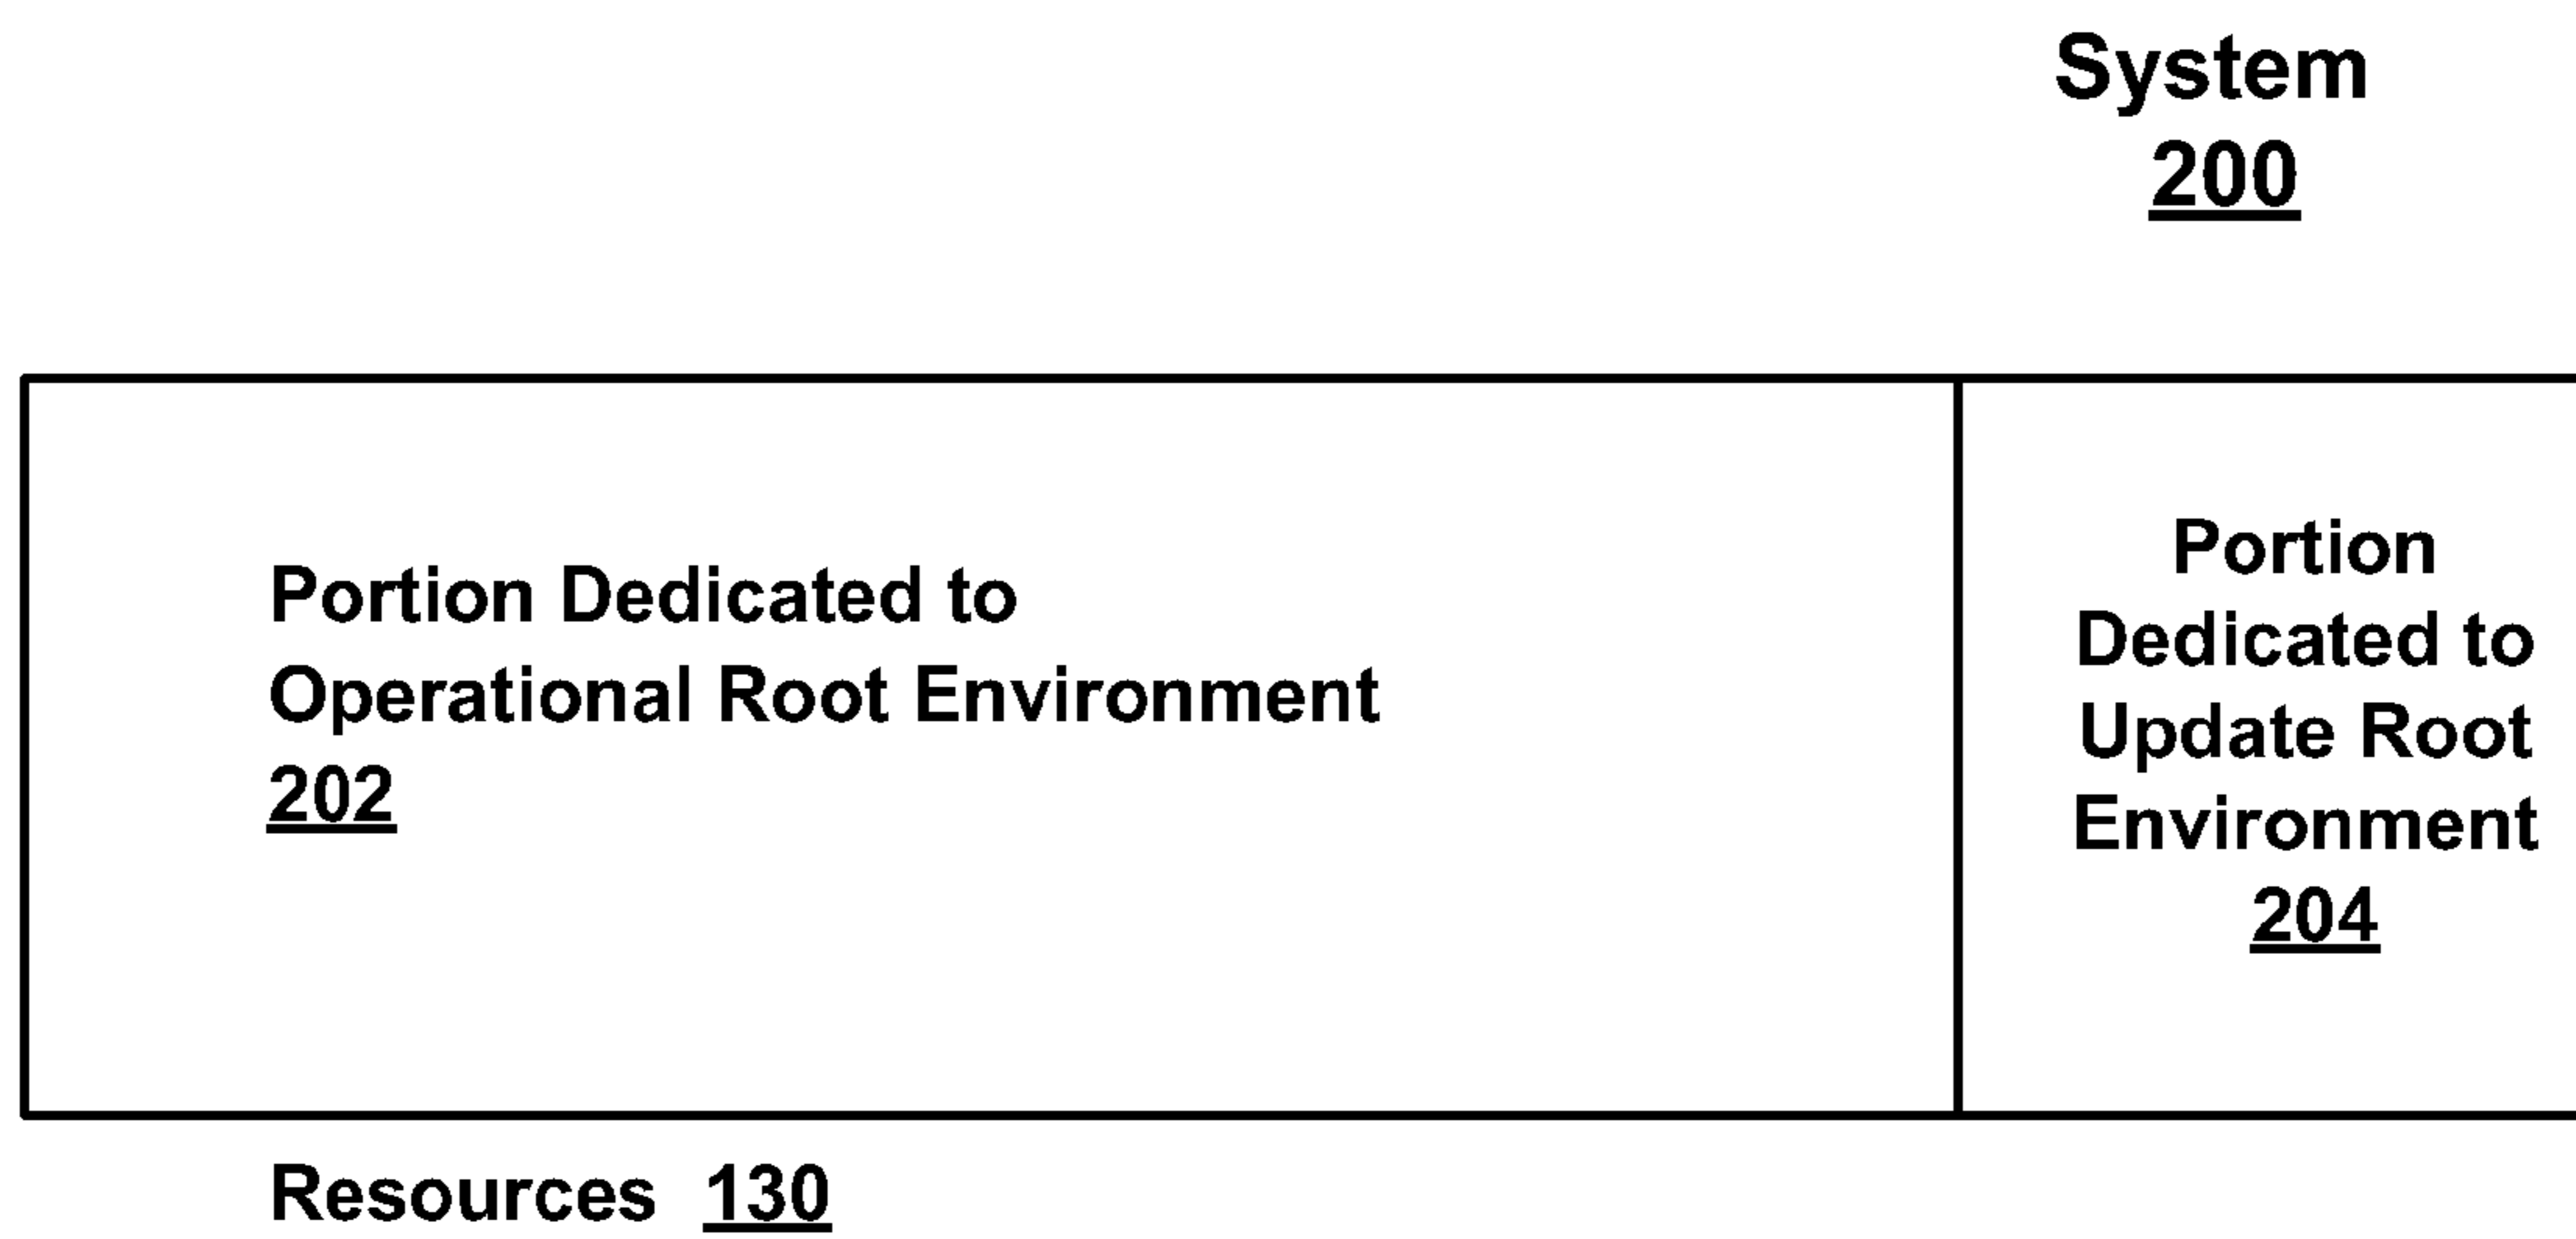 System
200
Portion Dedicated to
Operational Root Environment
202
Portion
Dedicated to
Update Root
Environment
204
Resources 130